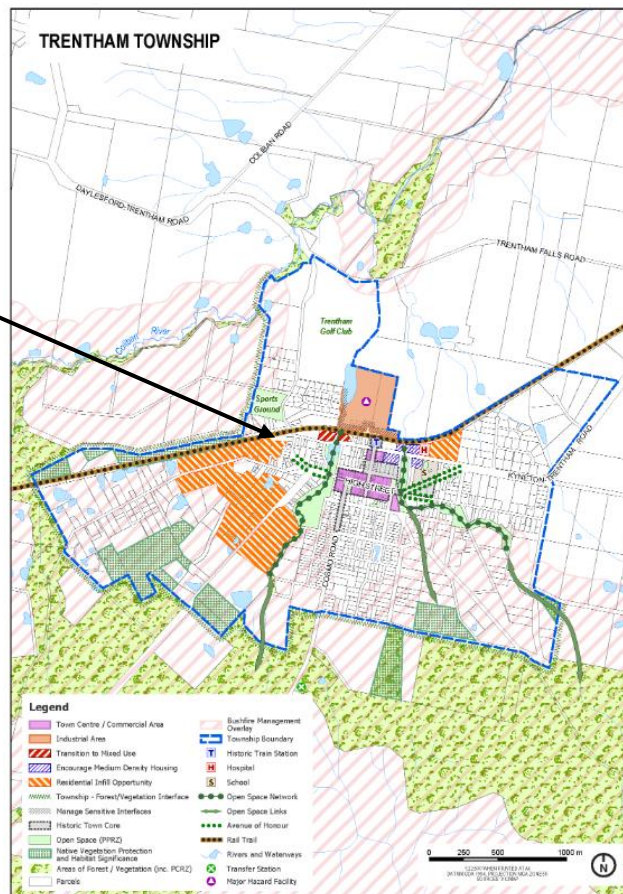 TRENTHAM TOWNSHIP
COLIBAN ROAD
DAYLESFORD-TRENTHAM ROAD
TRENTHAM FALLS ROAD
Coliban River
Trentham
Golf Club
Sports
Ground
KYNETON
TRENTHAM ROAD
T
H
S
HIGH STREET
COSMO ROAD
Legend
Town Centre / Commercial Area
Industrial Area
Transition to Mixed Use
Encourage Medium Density Housing
Residential Infill Opportunity
Township - Forest/Vegetation Interface
Manage Sensitive Interfaces
Historic Town Core
Open Space (PPRZ)
Native Vegetation Protection
and Habitat Significance
Areas of Forest / Vegetation (inc. PCRZ)
Parcels
Bushfire Management
Overlay
Township Boundary
T Historic Train Station
H Hospital
S School
Open Space Network
Open Space Links
Avenue of Honour
Rail Trail
Rivers and Waterways
Transfer Station
Major Hazard Facility
0 250 500 1000 m
N